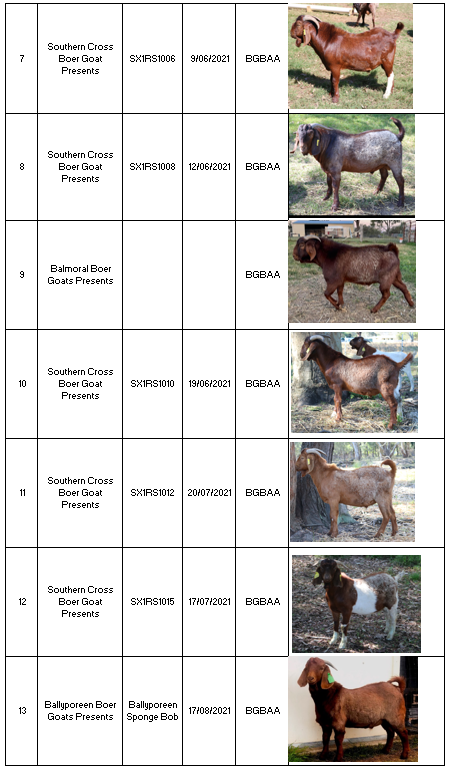 7
Southern Cross
Boer Goat
Presents
SX1RS1006
9/06/2021
BGBAA
8
Southern Cross
Boer Goat
Presents
SX1RS1008
12/06/2021
BGBAA
9
Balmoral Boer
Goats Presents
BGBAA
10
Southern Cross
Boer Goat
Presents
SX1RS1010
19/06/2021
BGBAA
11
Southern Cross
Boer Goat
Presents
SX1RS1012
20/07/2021
BGBAA
12
Southern Cross
Boer Goat
Presents
SX1RS1015
17/07/2021
BGBAA
13
Ballyporeen Boer
Goats Presents
Ballyporeen
Sponge Bob
17/08/2021
BGBAA